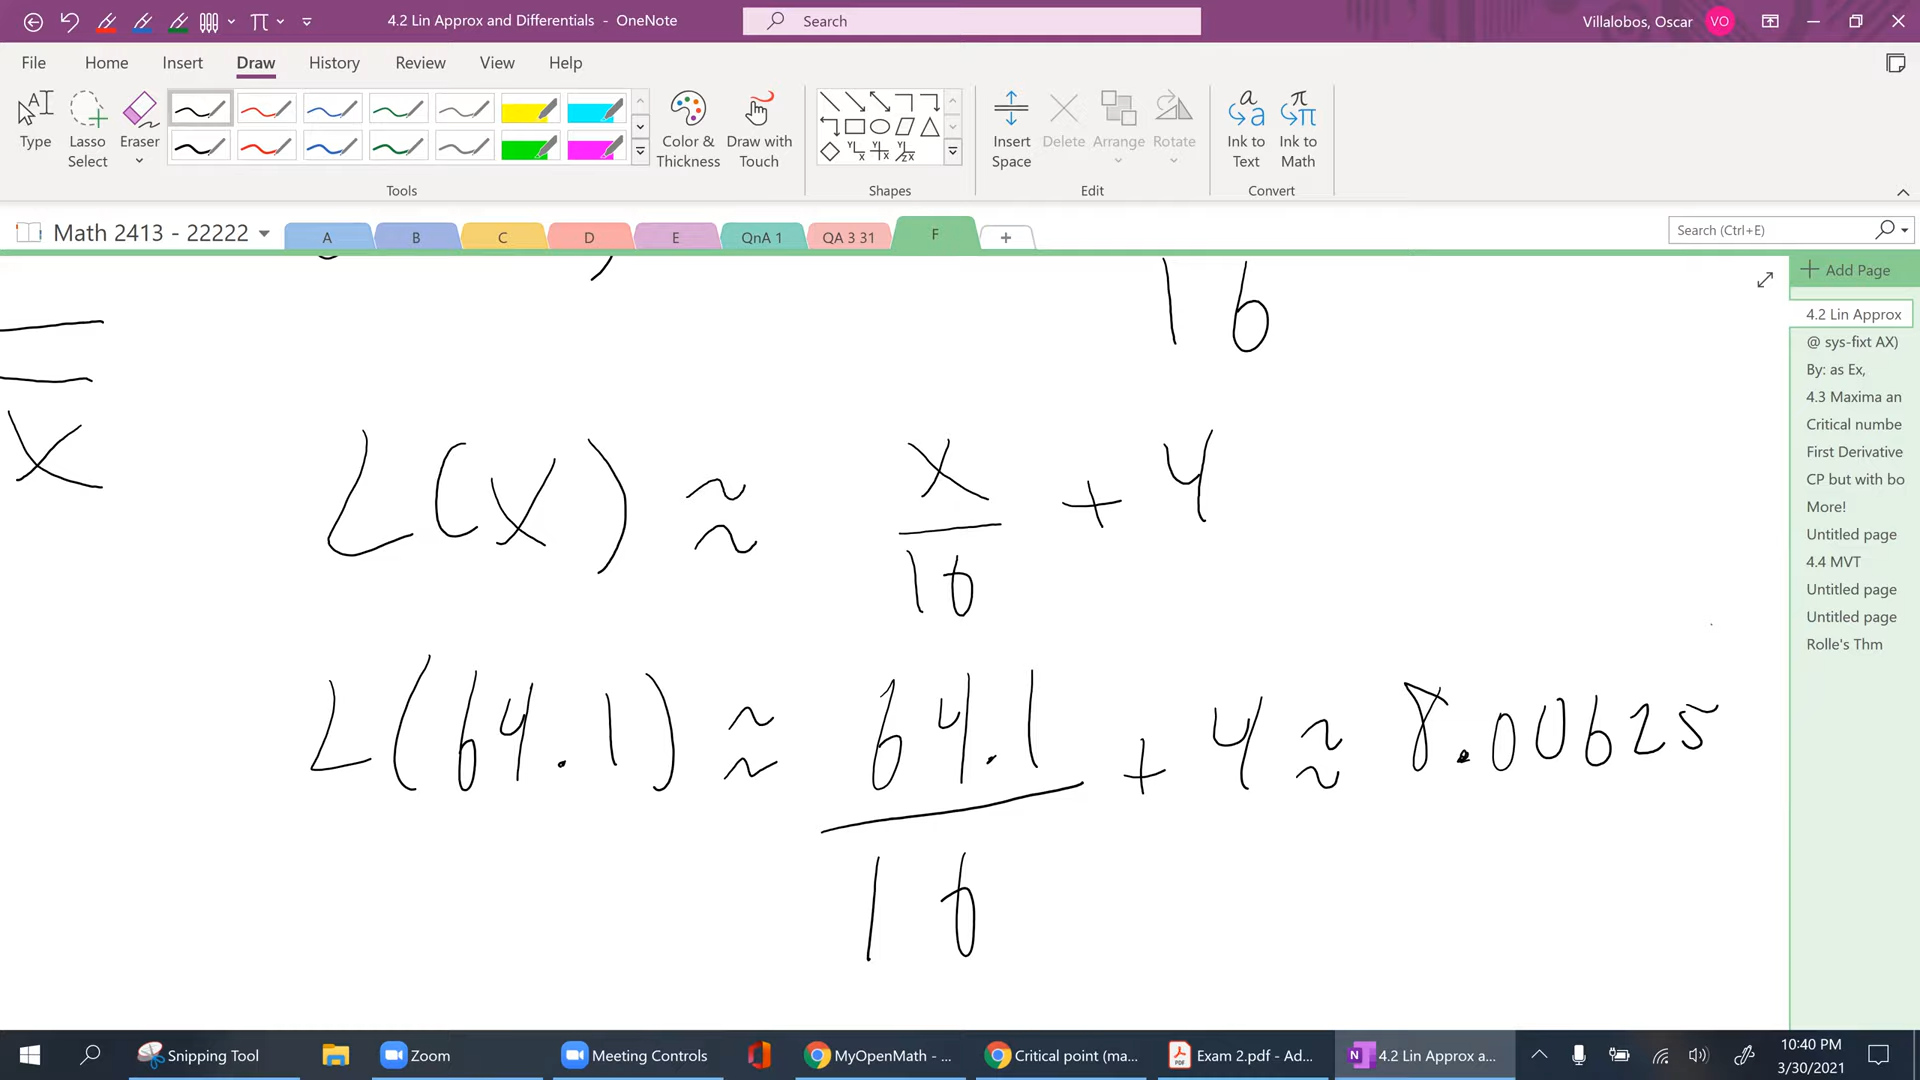 4.2 Lin Approx and Differentials - OneNote
Search
Villalobos, Oscar
VO
File Home Insert Draw History Review View Help
Type
Lasso Select
Eraser
Color & Thickness
Draw with Touch
Insert Space
Delete
Arrange
Rotate
Ink to Text
Ink to Math
Tools
Shapes
Edit
Convert
Math 2413 - 22222
A B C D E QnA 1 QA 3 31 F +
Search (Ctrl+E)
Add Page
4.2 Lin Approx
@ sys-fixt AX)
By: as Ex,
4.3 Maxima an
Critical numbe
First Derivative
CP but with bo
More!
Untitled page
4.4 MVT
Untitled page
Untitled page
Rolle's Thm
16
x
L(x) ≈ x/16 + 4
L(64.1) ≈ 64.1/16 + 4 ≈ 8.00625
Snipping Tool
Zoom
Meeting Controls
MyOpenMath - ...
Critical point (ma...
Exam 2.pdf - Ad...
4.2 Lin Approx a...
10:40 PM
3/30/2021